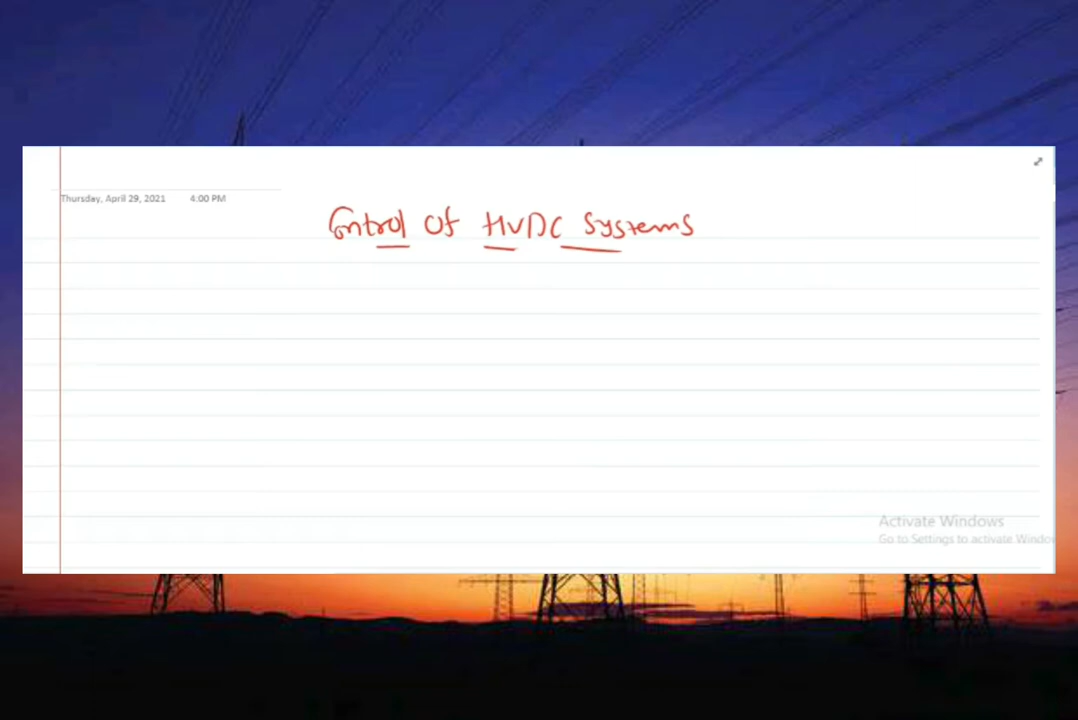 Thursday, April 29, 2021 4:00 PM
Control Of HVDC Systems
Activate Windows
Go to Settings to activate Windo